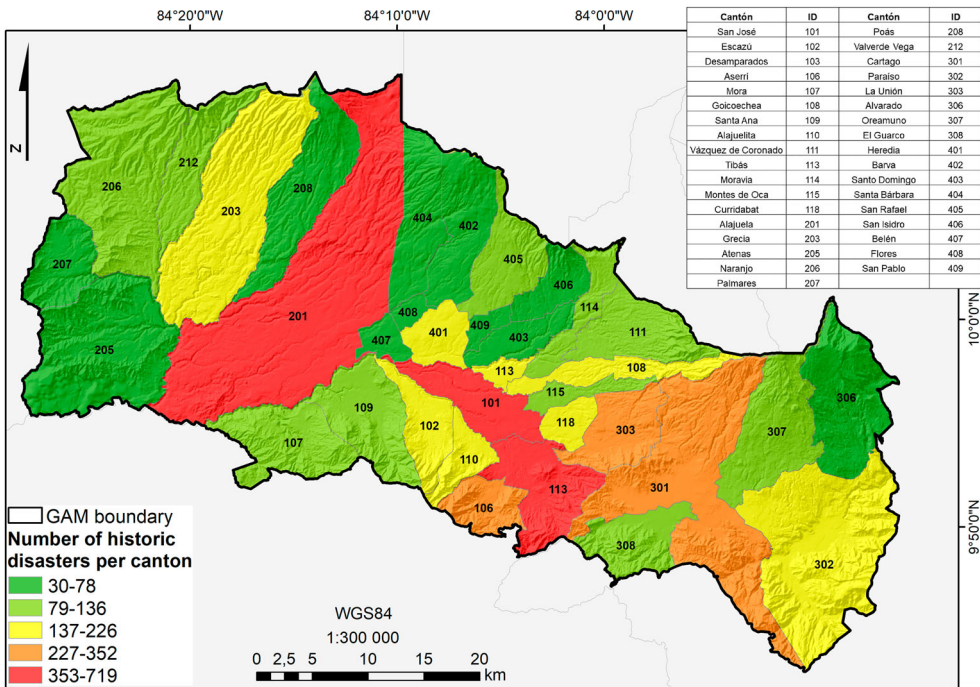 84°20'0"W 84°10'0"W 84°0'0"W
Cantón ID Cantón ID
San José 101 Poás 208
Escazú 102 Valverde Vega 212
Desamparados 103 Cartago 301
Aserri 106 Paraíso 302
Mora 107 La Unión 303
Goicoechea 108 Alvarado 306
Santa Ana 109 Oreamuno 307
Alajuelita 110 El Guarco 308
Vázquez de Coronado 111 Heredia 401
Tibás 113 Barva 402
Moravia 114 Santo Domingo 403
Montes de Oca 115 Santa Bárbara 404
Curridabat 118 San Rafael 405
Alajuela 201 San Isidro 406
Grecia 203 Belén 407
Atenas 205 Flores 408
Naranjo 206 San Pablo 409
Palmares 207
N
212
206
208
203
404
402
405
207
406
114
201
408
409
401
111
403
407
205
10°0'0"N
113
108
115
306
101
109
102
118
303
307
107
110
301
113
106
9°50'0"N
308
302
GAM boundary
Number of historic
disasters per canton
30-78
79-136
137-226
227-352
353-719
WGS84
1:300 000
0 2,5 5 10 15 20
km